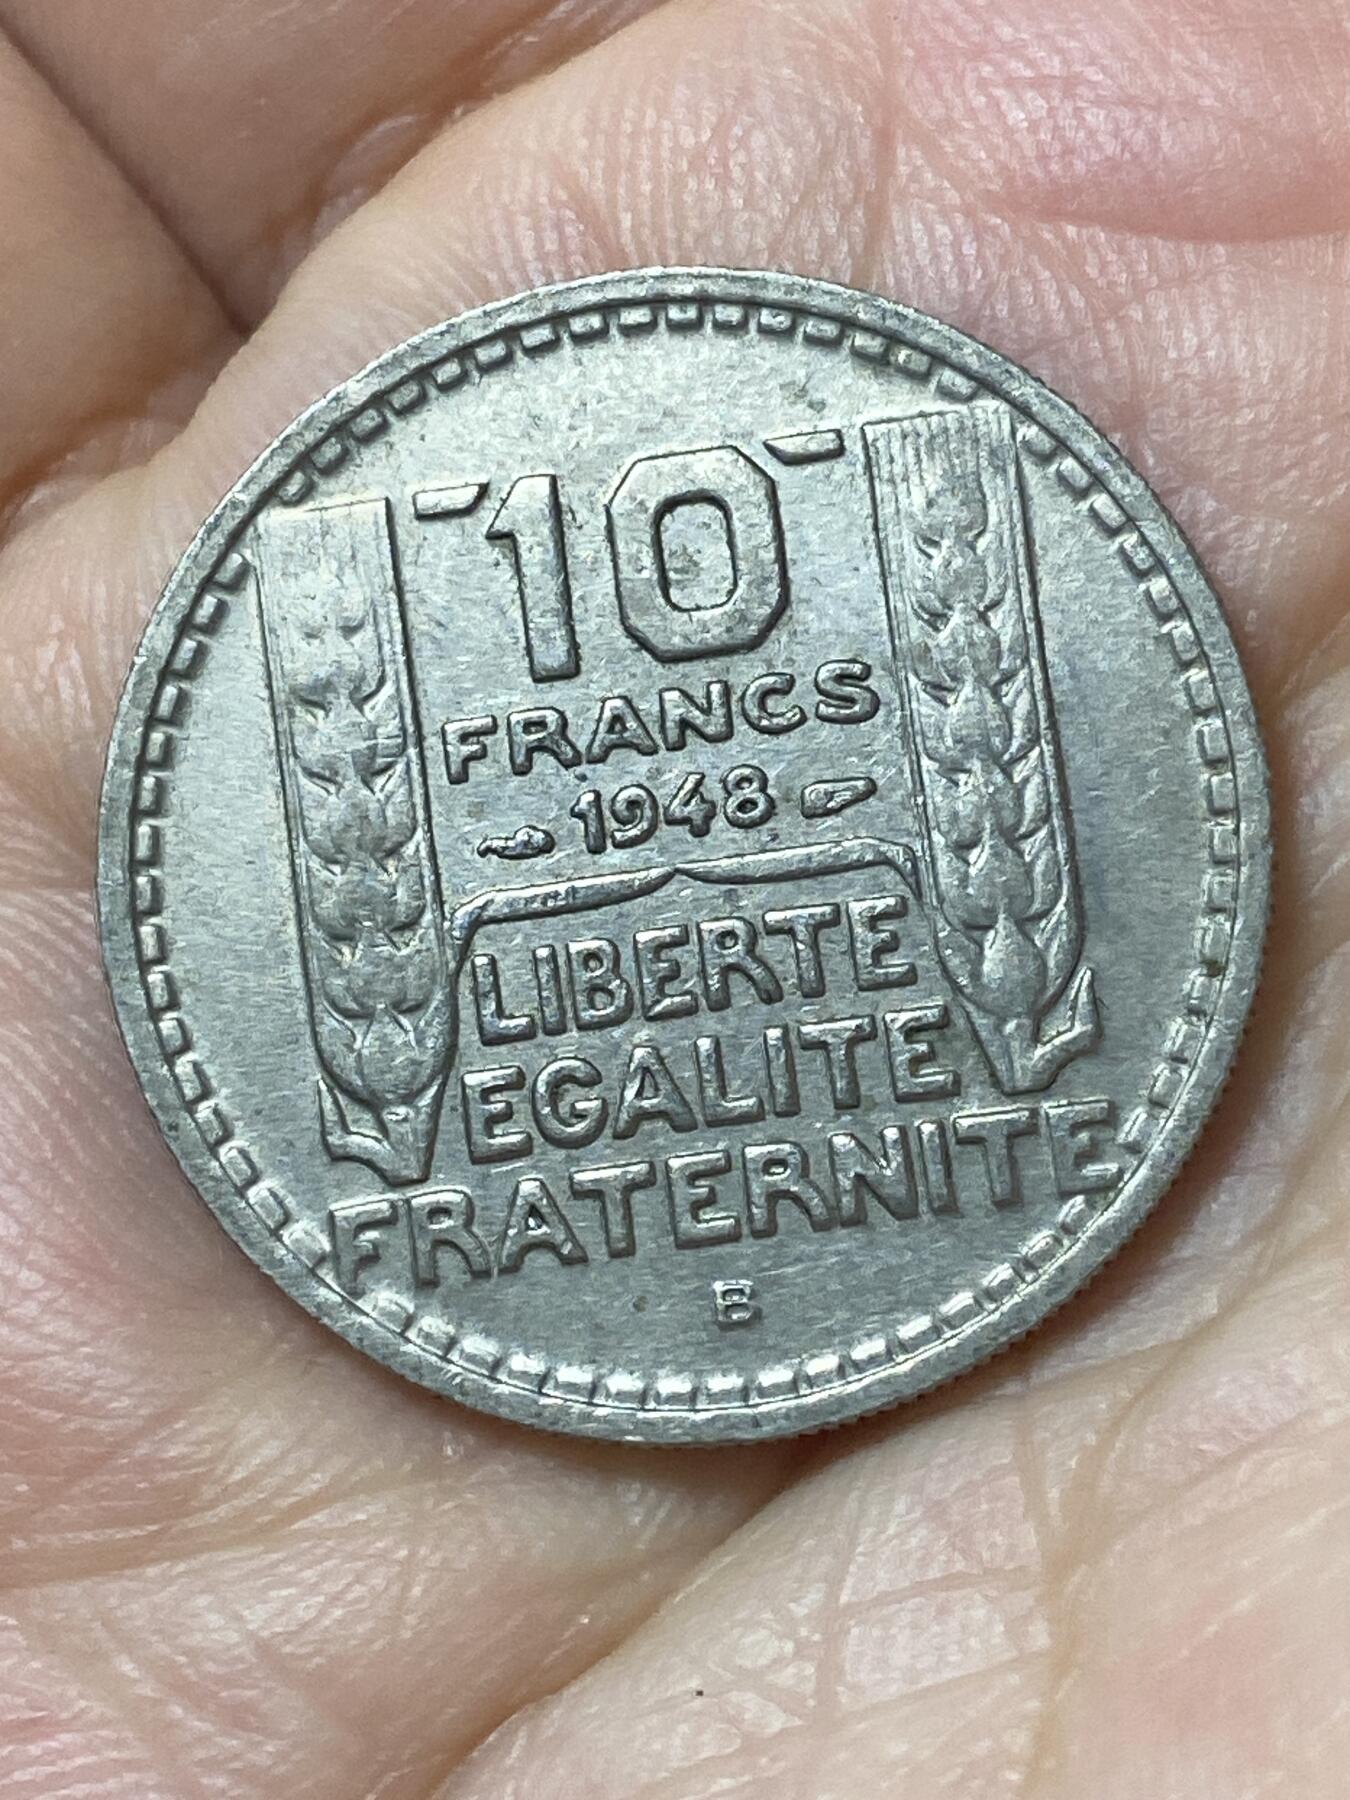 10
FRANCS
1948
LIBERTE
EGALITE
FRATERNITE
B